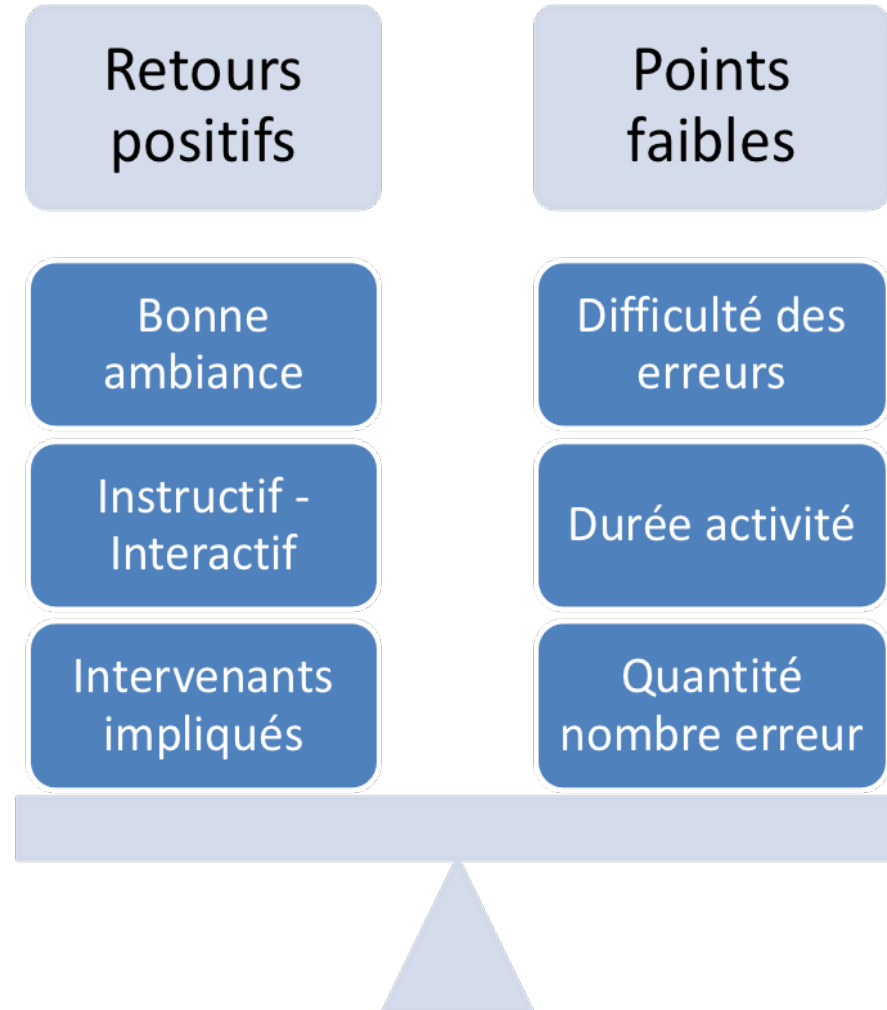 Retours
positifs
Points
faibles
Bonne
ambiance
Instructif -
Interactif
Intervenants
impliqués
Difficulté des
erreurs
Durée activité
Quantité
nombre erreur